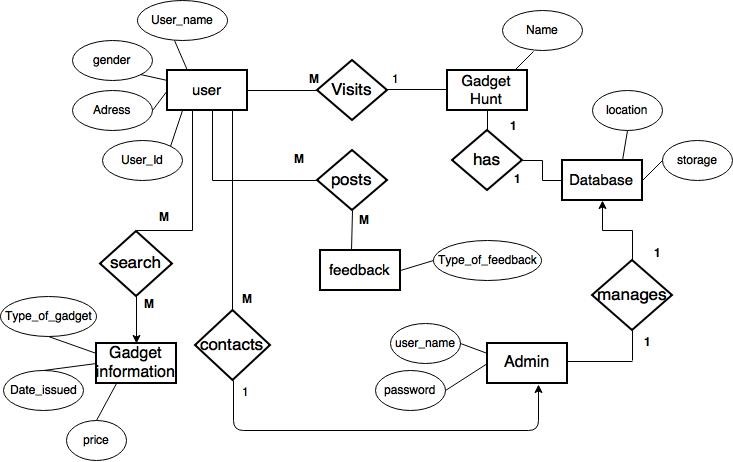 User_name
Name
gender
user
M
Visits
1
Gadget
Hunt
Adress
location
1
User_Id
M
has
storage
posts
1
Database
M
M
feedback
Type_of_feedback
1
search
M
M
manages
Type_of_gadget
contacts
user_name
1
Gadget
information
Admin
Date_issued
1
password
price